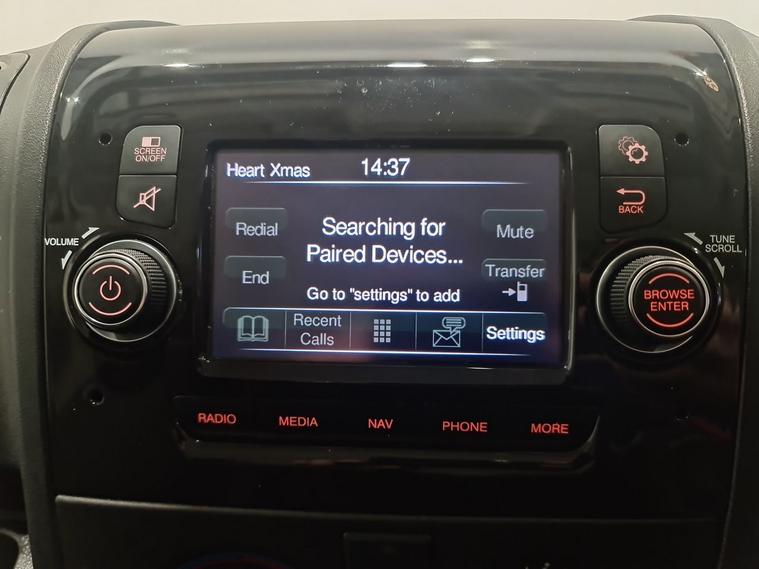 SCREEN
ON/OFF
Heart Xmas 14:37
BACK
VOLUME
TUNE
SCROLL
Redial
Searching for
Paired Devices...
Mute
End
Transfer
Go to "settings" to add
BROWSE
ENTER
Recent
Calls
Settings
RADIO MEDIA NAV PHONE MORE